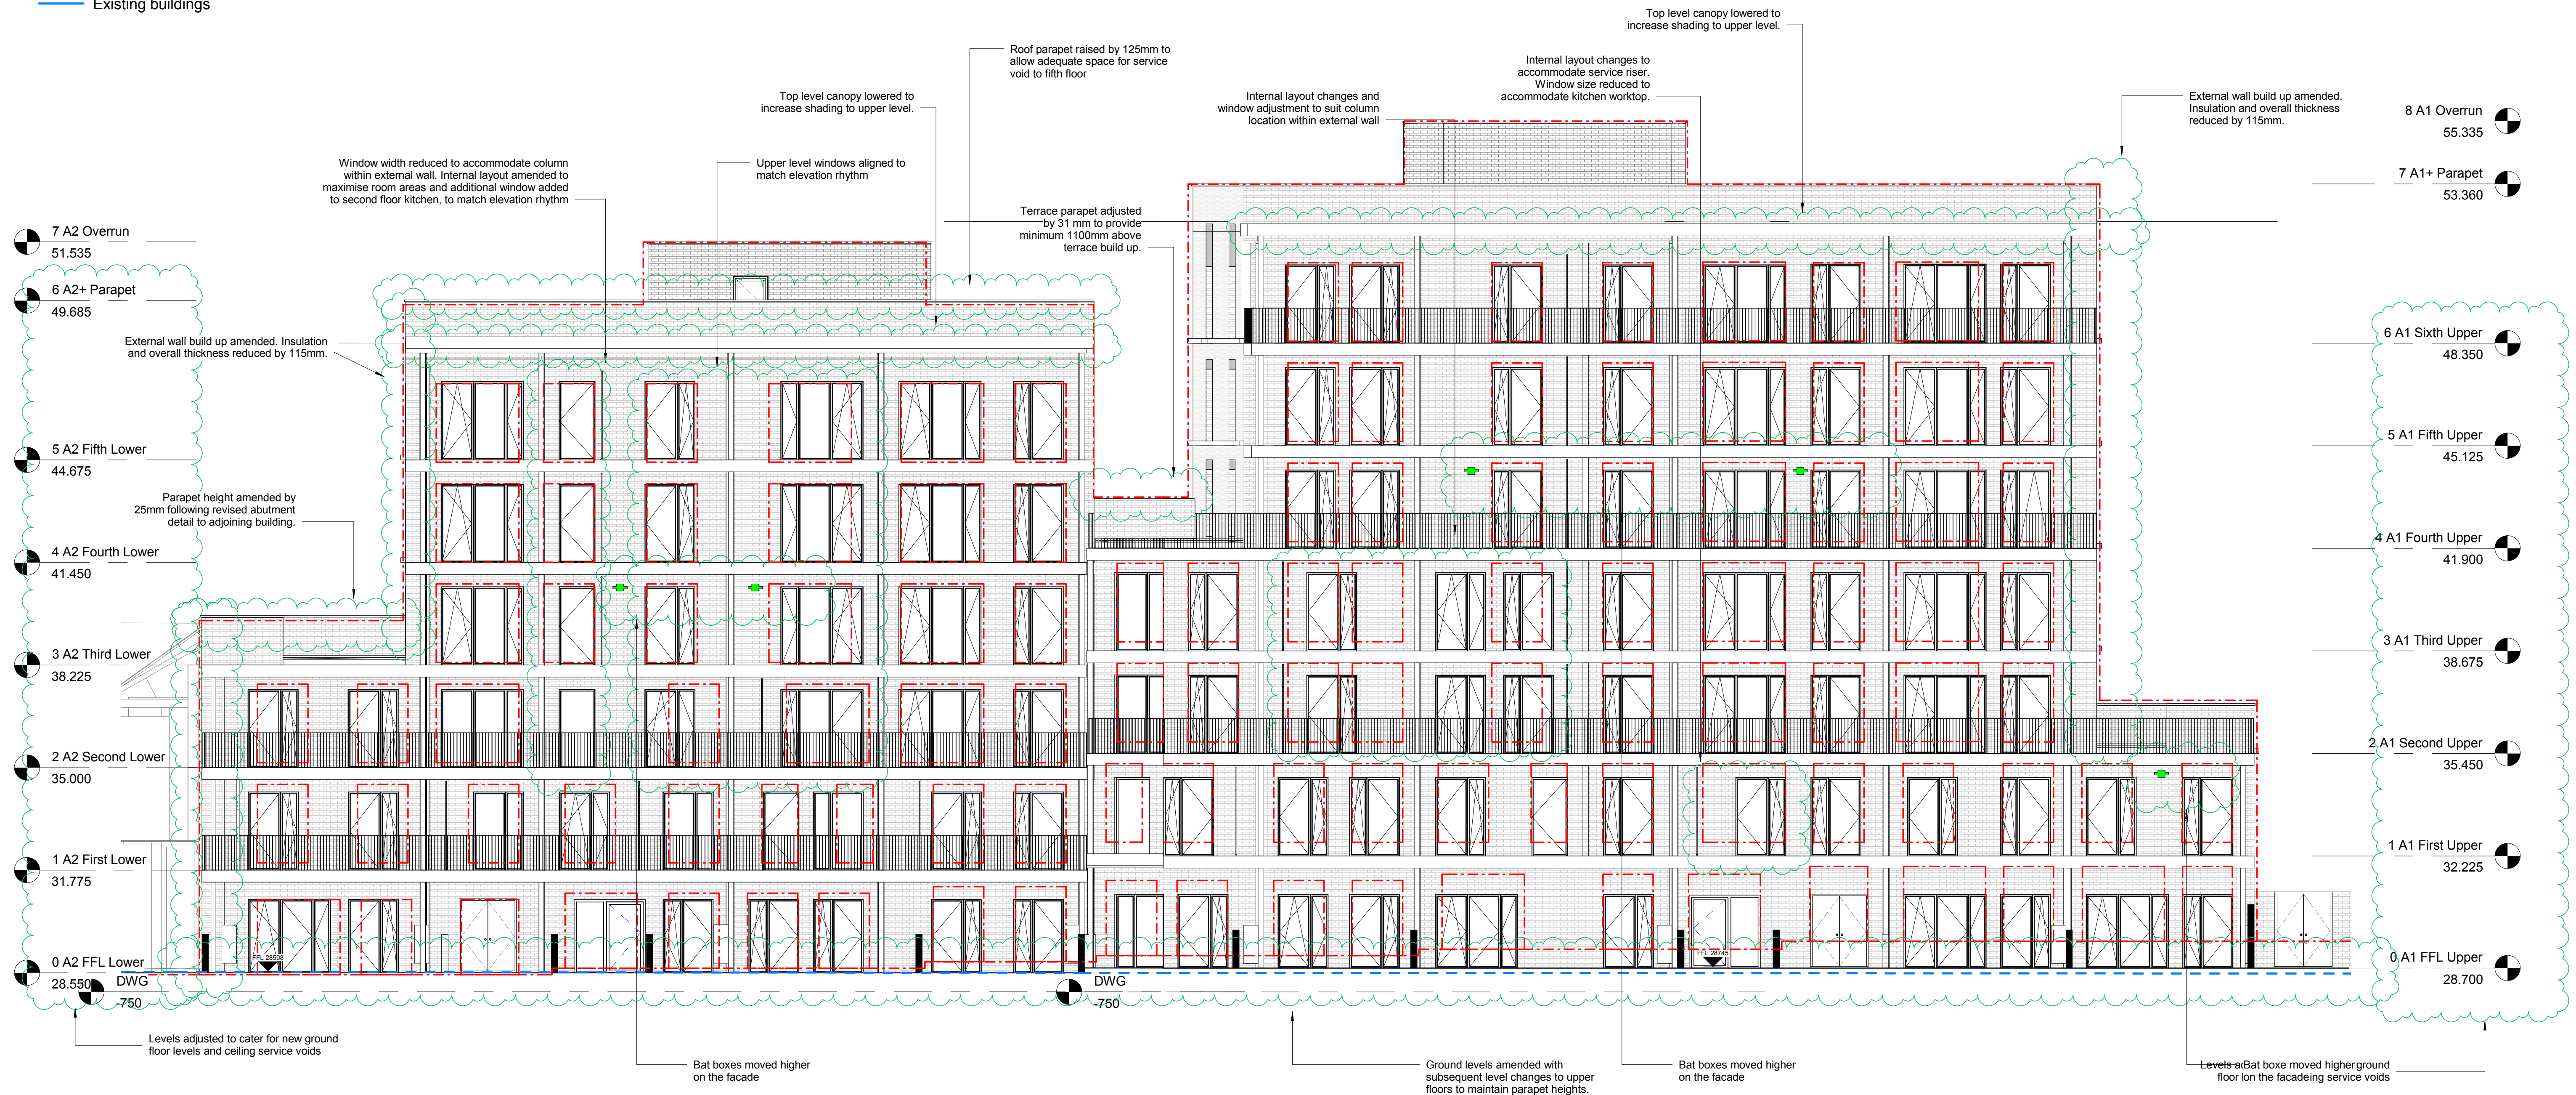 Existing buildings
Top level canopy lowered to
increase shading to upper level.
Roof parapet raised by 125mm to
allow adequate space for service
void to fifth floor
Internal layout changes to
accommodate service riser.
Window size reduced to
accommodate kitchen worktop.
Top level canopy lowered to
increase shading to upper level.
Internal layout changes and
window adjustment to suit column
location within external wall
External wall build up amended.
Insulation and overall thickness
reduced by 115mm.
8 A1 Overrun
55.335
Window width reduced to accommodate column
within external wall. Internal layout amended to
maximise room areas and additional window added
to second floor kitchen, to match elevation rhythm
Upper level windows aligned to
match elevation rhythm
7 A1+ Parapet
53.360
Terrace parapet adjusted
by 31 mm to provide
minimum 1100mm above
terrace build up.
7 A2 Overrun
51.535
6 A2+ Parapet
49.685
External wall build up amended. Insulation
and overall thickness reduced by 115mm.
6 A1 Sixth Upper
48.350
5 A2 Fifth Lower
44.675
5 A1 Fifth Upper
45.125
Parapet height amended by
25mm following revised abutment
detail to adjoining building.
4 A2 Fourth Lower
41.450
4 A1 Fourth Upper
41.900
3 A2 Third Lower
38.225
3 A1 Third Upper
38.675
2 A2 Second Lower
35.000
2 A1 Second Upper
35.450
1 A2 First Lower
31.775
1 A1 First Upper
32.225
0 A2 FFL Lower
28.550
FFL 28598
FFL 28745
0 A1 FFL Upper
28.700
DWG
-750
DWG
-750
Levels adjusted to cater for new ground
floor levels and ceiling service voids
Bat boxes moved higher
on the facade
Ground levels amended with
subsequent level changes to upper
floors to maintain parapet heights.
Bat boxes moved higher
on the facade
Bat box moved higher ground
on the facade service voids